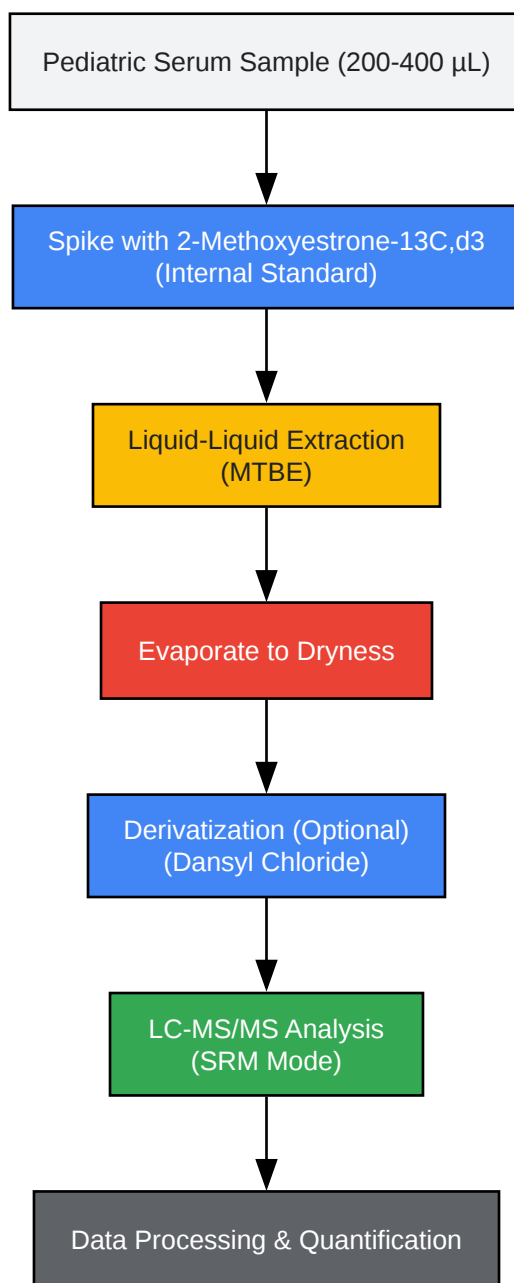 Pediatric Serum Sample (200-400 µL)
Spike with 2-Methoxyestrone-13C,d3
(Internal Standard)
Liquid-Liquid Extraction
(MTBE)
Evaporate to Dryness
Derivatization (Optional)
(Dansyl Chloride)
LC-MS/MS Analysis
(SRM Mode)
Data Processing & Quantification